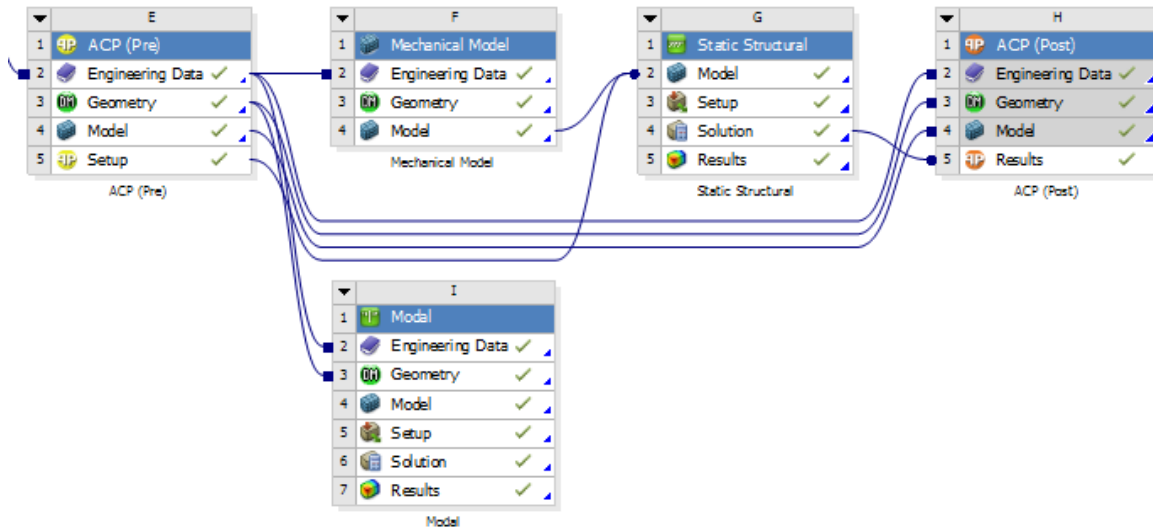 E
1 ACP (Pre)
2 Engineering Data
3 Geometry
4 Model
5 Setup
ACP (Pre)
F
1 Mechanical Model
2 Engineering Data
3 Geometry
4 Model
Mechanical Model
G
1 Static Structural
2 Model
3 Setup
4 Solution
5 Results
Static Structural
H
1 ACP (Post)
2 Engineering Data
3 Geometry
4 Model
5 Results
ACP (Post)
I
1 Modal
2 Engineering Data
3 Geometry
4 Model
5 Setup
6 Solution
7 Results
Modal